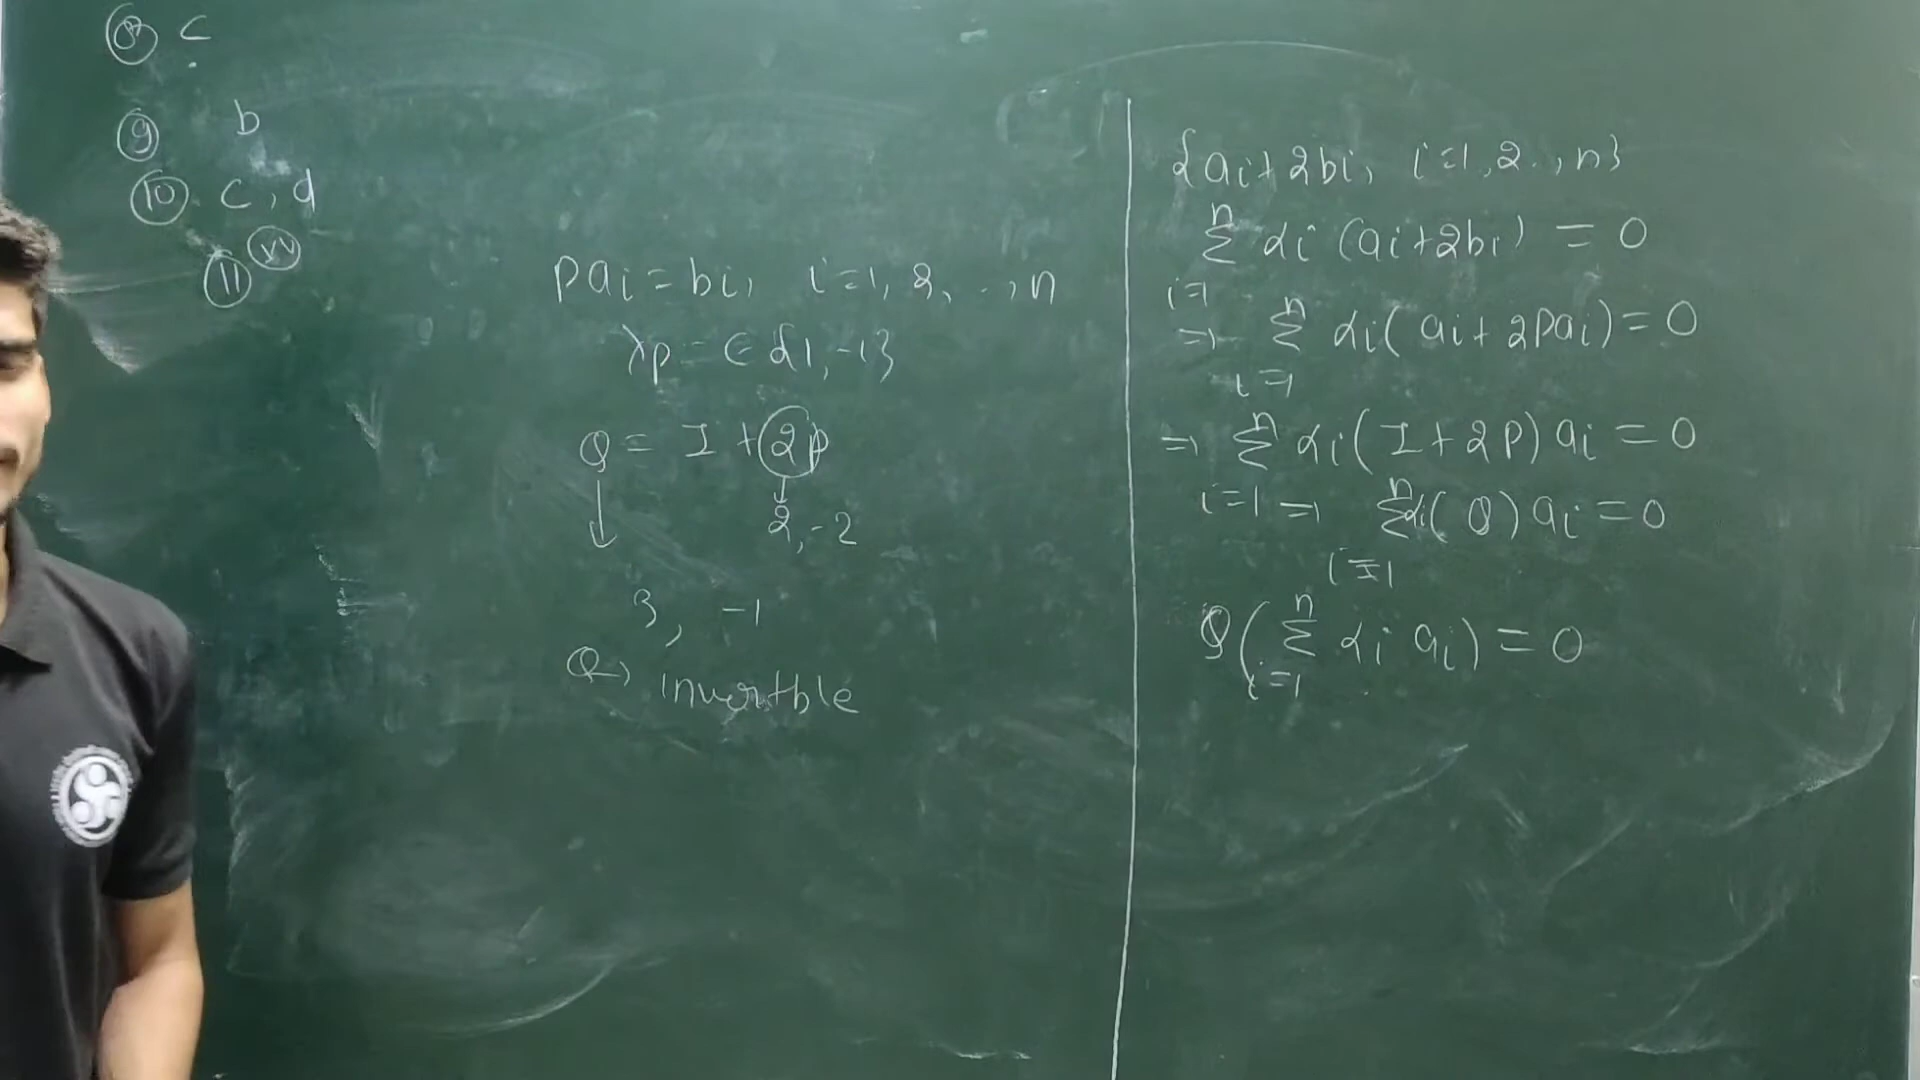 ⑧ c
⑨ b
⑩ c, d
⑪
Pai = bi, i=1, 2, .., n
λp = ∈ {1, -1}
Q = I + 2p
2, -2
3, -1
Q → invertble
{ai+2bi, i=1, 2.., n}
n Σ i=1 αi (ai+2bi) = 0
⇒ n Σ i=1 αi (ai + 2Pai) = 0
⇒ n Σ i=1 αi (I + 2P) ai = 0
⇒ n Σ i=1 αi (Q) ai = 0
Q ( n Σ i=1 αi ai ) = 0